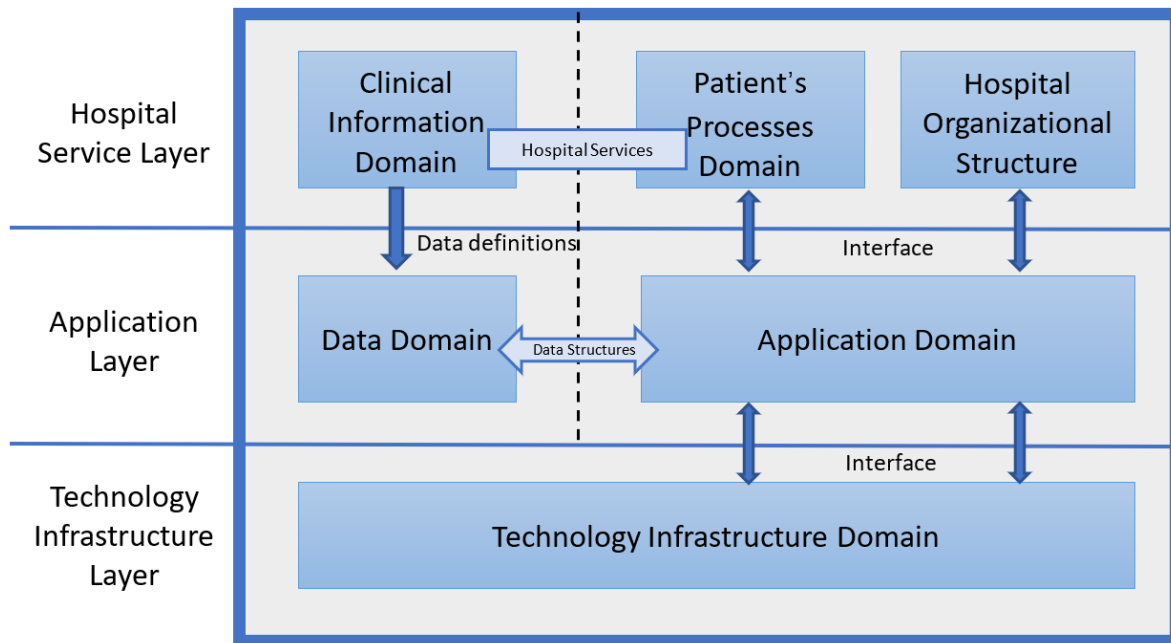 Hospital
Service Layer
Clinical
Information
Domain
Hospital Services
Patient’s
Processes
Domain
Hospital
Organizational
Structure
Data definitions
Interface
Application
Layer
Data Domain
Data Structures
Application Domain
Interface
Technology
Infrastructure
Layer
Technology Infrastructure Domain